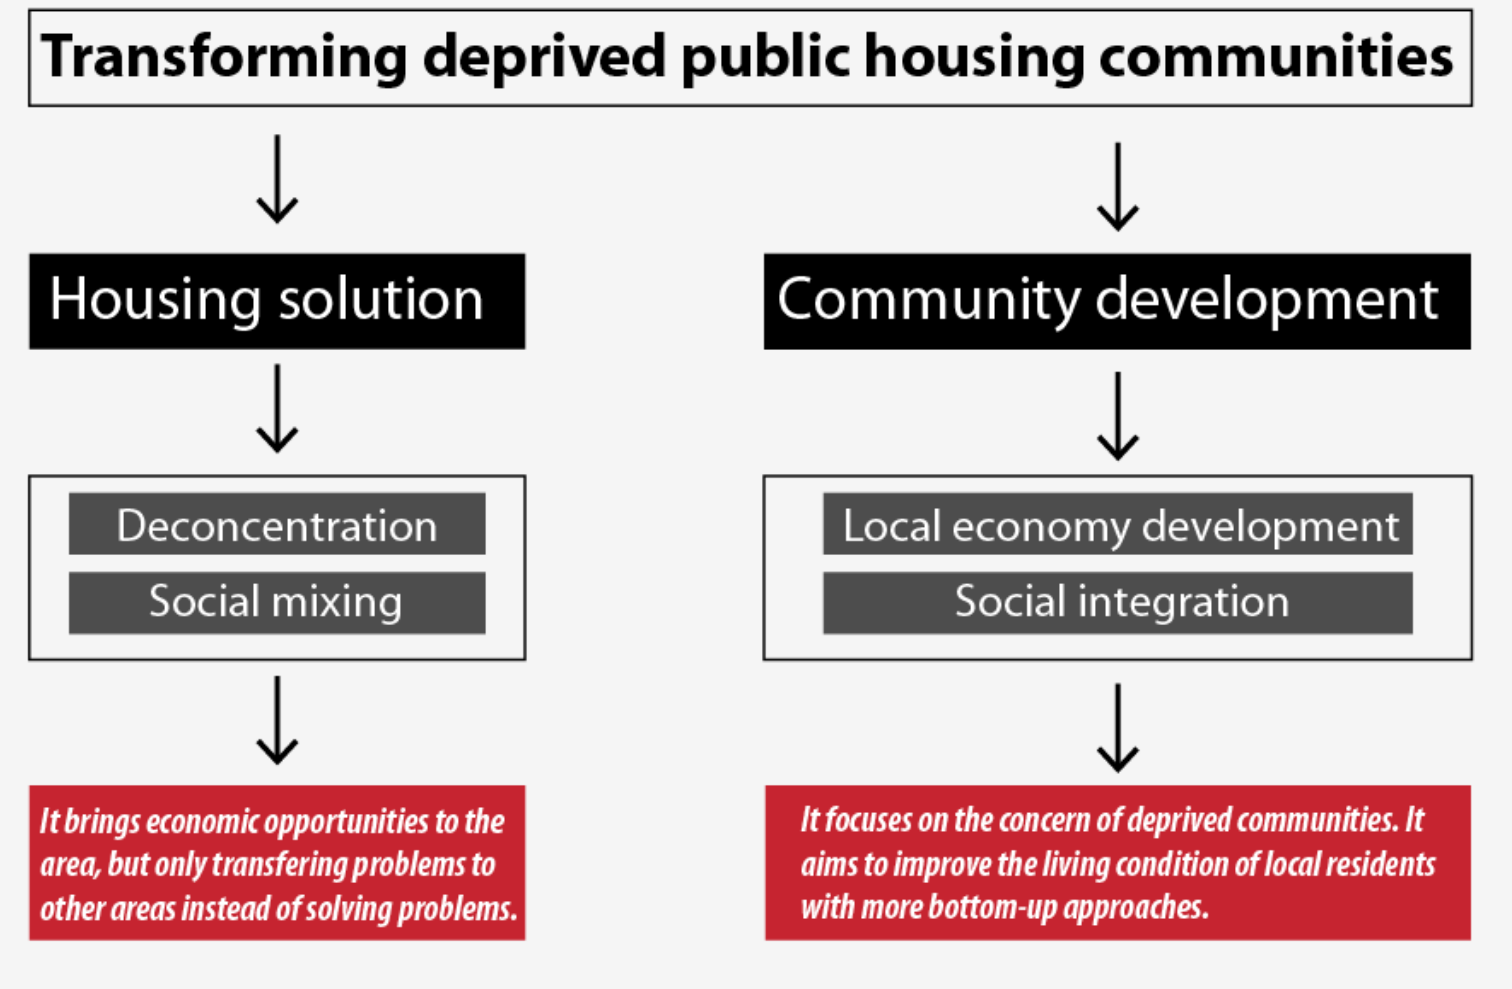 Transforming deprived public housing communities
Housing solution
Deconcentration
Social mixing
It brings economic opportunities to the
area, but only transfering problems to
other areas instead of solving problems.
Community development
Local economy development
Social integration
It focuses on the concern of deprived communities. It
aims to improve the living condition of local residents
with more bottom-up approaches.